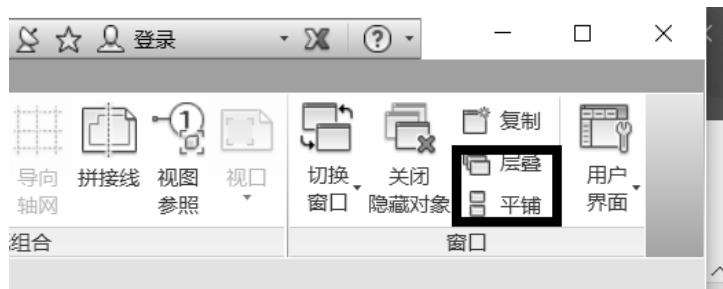 登录
导向
轴网
拼接线
视图
参照
视口
切换
窗口
关闭
隐藏对象
复制
层叠
平铺
用户
界面
组合
窗口